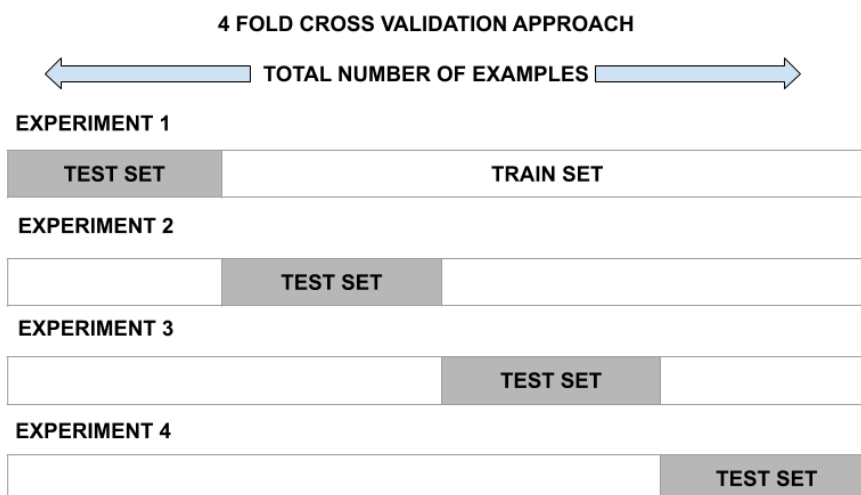 4 FOLD CROSS VALIDATION APPROACH
TOTAL NUMBER OF EXAMPLES
EXPERIMENT 1
TEST SET TRAIN SET
EXPERIMENT 2
TEST SET
EXPERIMENT 3
TEST SET
EXPERIMENT 4
TEST SET